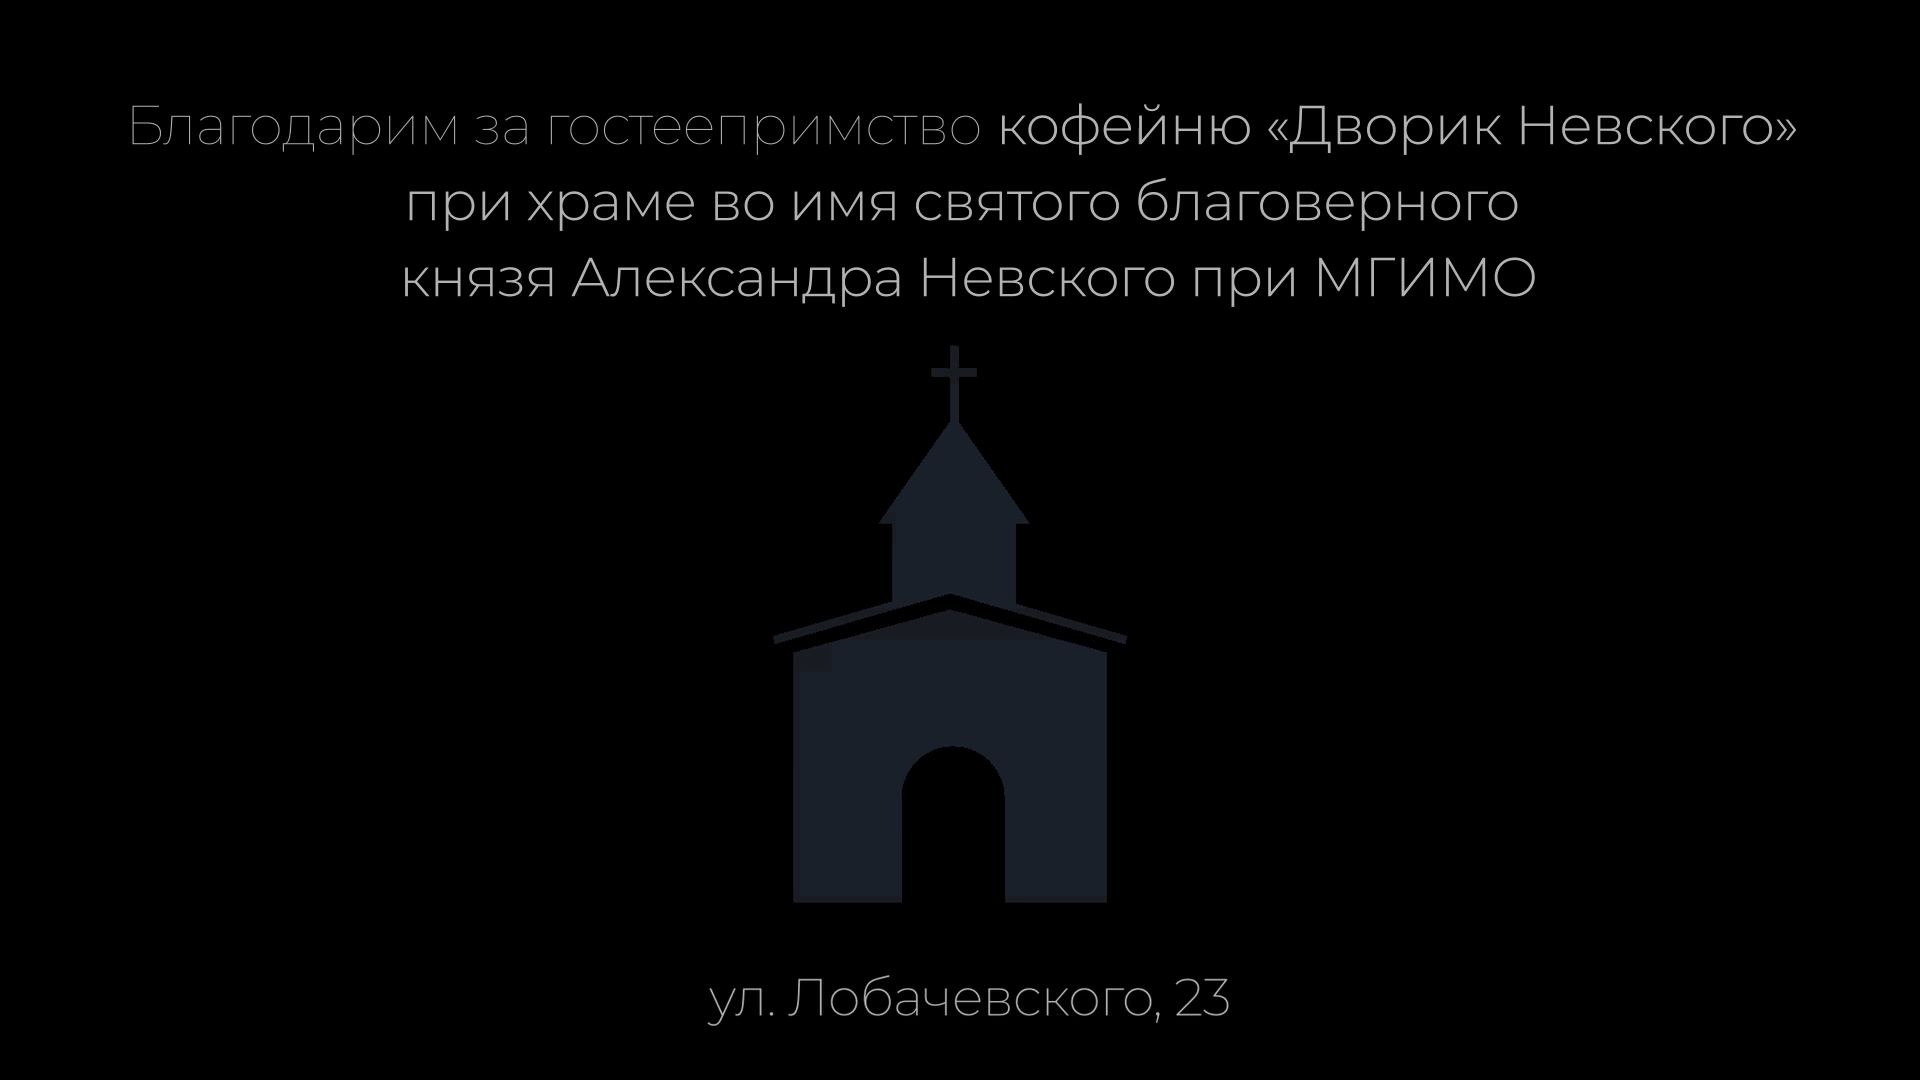 Благодарим за гостеепримство кофейню «Дворик Невского»
при храме во имя святого благоверного
князя Александра Невского при МГИМО
ул. Лобачевского, 23